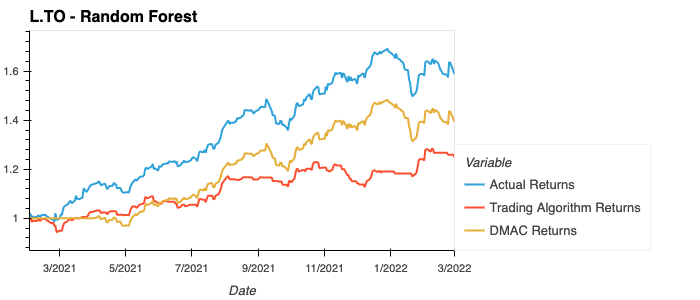 L.TO - Random Forest
1.6
1.4
1.2
1
3/2021 5/2021 7/2021 9/2021 11/2021 1/2022 3/2022
Date
Variable
Actual Returns
Trading Algorithm Returns
DMAC Returns